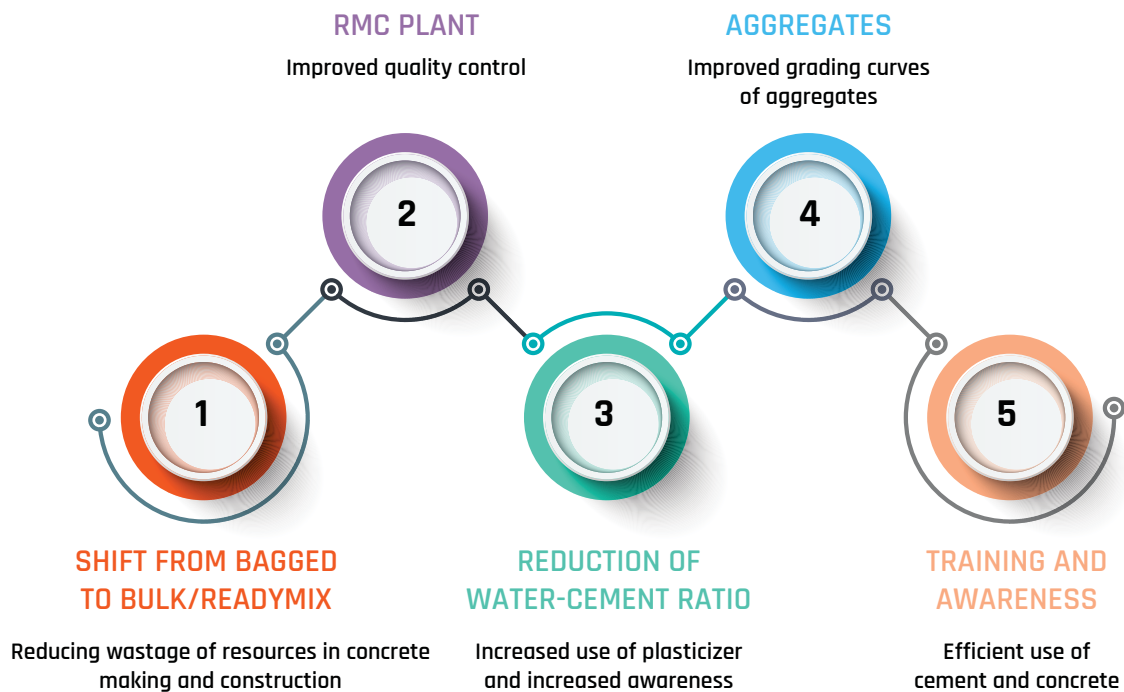 RMC PLANT
Improved quality control
AGGREGATES
Improved grading curves
of aggregates
2
4
1
3
5
SHIFT FROM BAGGED
TO BULK/READYMIX
Reducing wastage of resources in concrete
making and construction
REDUCTION OF
WATER-CEMENT RATIO
Increased use of plasticizer
and increased awareness
TRAINING AND
AWARENESS
Efficient use of
cement and concrete